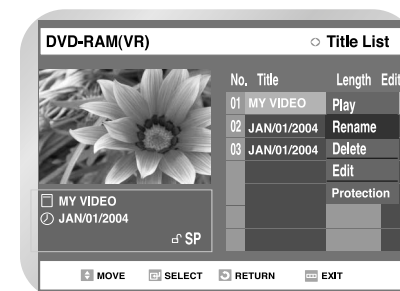 DVD-RAM(VR)
Title List
No. Title Length Edit
01 MY VIDEO
02 JAN/01/2004
03 JAN/01/2004
Play
Rename
Delete
Edit
Protection
MY VIDEO
JAN/01/2004
SP
MOVE SELECT RETURN EXIT